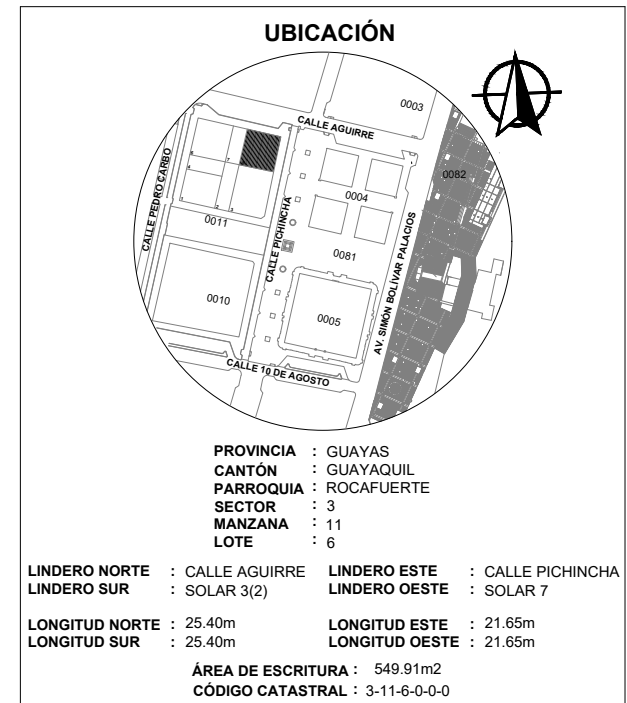 UBICACIÓN
0003
CALLE AGUIRRE
0082
CALLE PEDRO CARBO
0004
0011
CALLE PICHINCHA
0081
AV. SIMÓN BOLÍVAR PALACIOS
0010
0005
CALLE 10 DE AGOSTO
PROVINCIA : GUAYAS
CANTÓN : GUAYAQUIL
PARROQUIA : ROCAFUERTE
SECTOR : 3
MANZANA : 11
LOTE : 6
LINDERO NORTE : CALLE AGUIRRE LINDERO ESTE : CALLE PICHINCHA
LINDERO SUR : SOLAR 3(2) LINDERO OESTE : SOLAR 7
LONGITUD NORTE : 25.40m LONGITUD ESTE : 21.65m
LONGITUD SUR : 25.40m LONGITUD OESTE : 21.65m
ÁREA DE ESCRITURA : 549.91m2
CÓDIGO CATASTRAL : 3-11-6-0-0-0